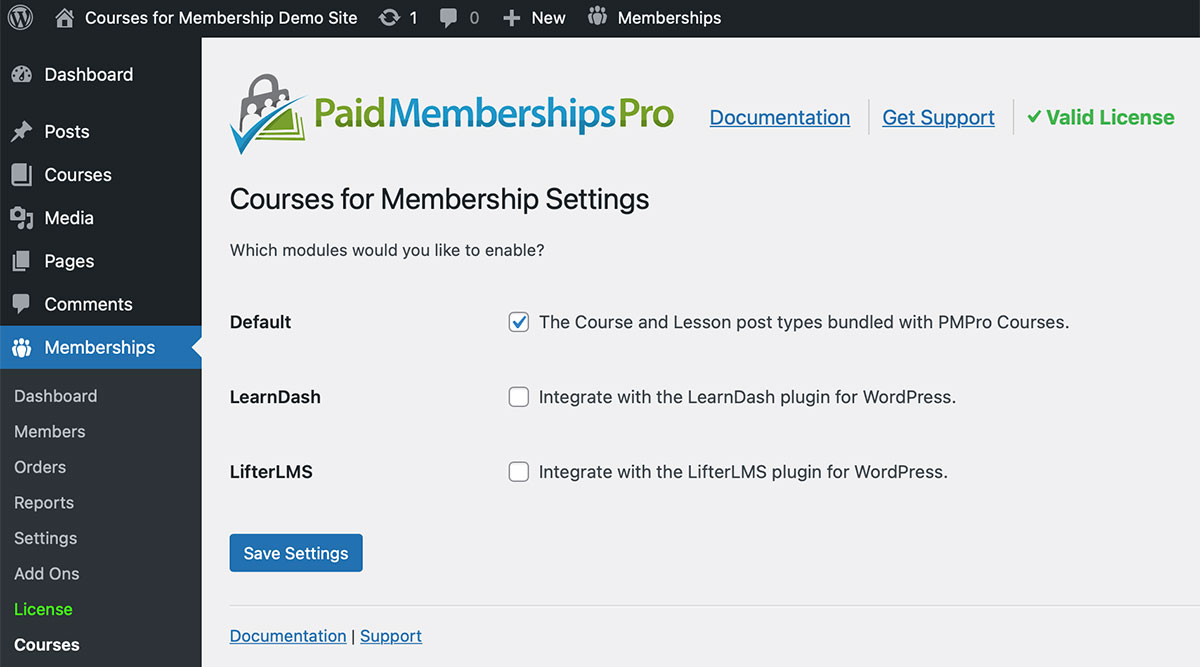 Courses for Membership Demo Site 1 0 New Memberships
Dashboard
Posts
Courses
Media
Pages
Comments
Memberships
Dashboard
Members
Orders
Reports
Settings
Add Ons
License
Courses
PaidMembershipsPro Documentation Get Support Valid License
Courses for Membership Settings
Which modules would you like to enable?
Default The Course and Lesson post types bundled with PMPro Courses.
LearnDash Integrate with the LearnDash plugin for WordPress.
LifterLMS Integrate with the LifterLMS plugin for WordPress.
Save Settings
Documentation | Support